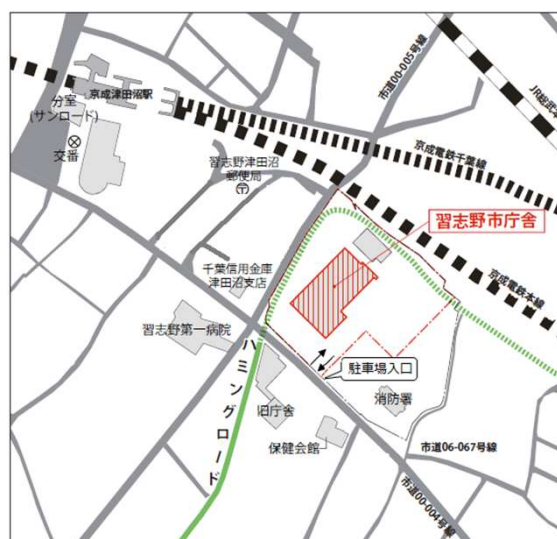 市道00-005号線
JR総武本
京成津田沼駅
分室
(サンロード)
交番
京成電鉄千葉線
習志野津田沼
郵便局
習志野市庁舎
京成電鉄本線
千葉信用金庫
津田沼支店
習志野第一病院
ハミングロード
駐車場入口
旧庁舎
消防署
保健会館
市道06-067号線
市道00-004号線